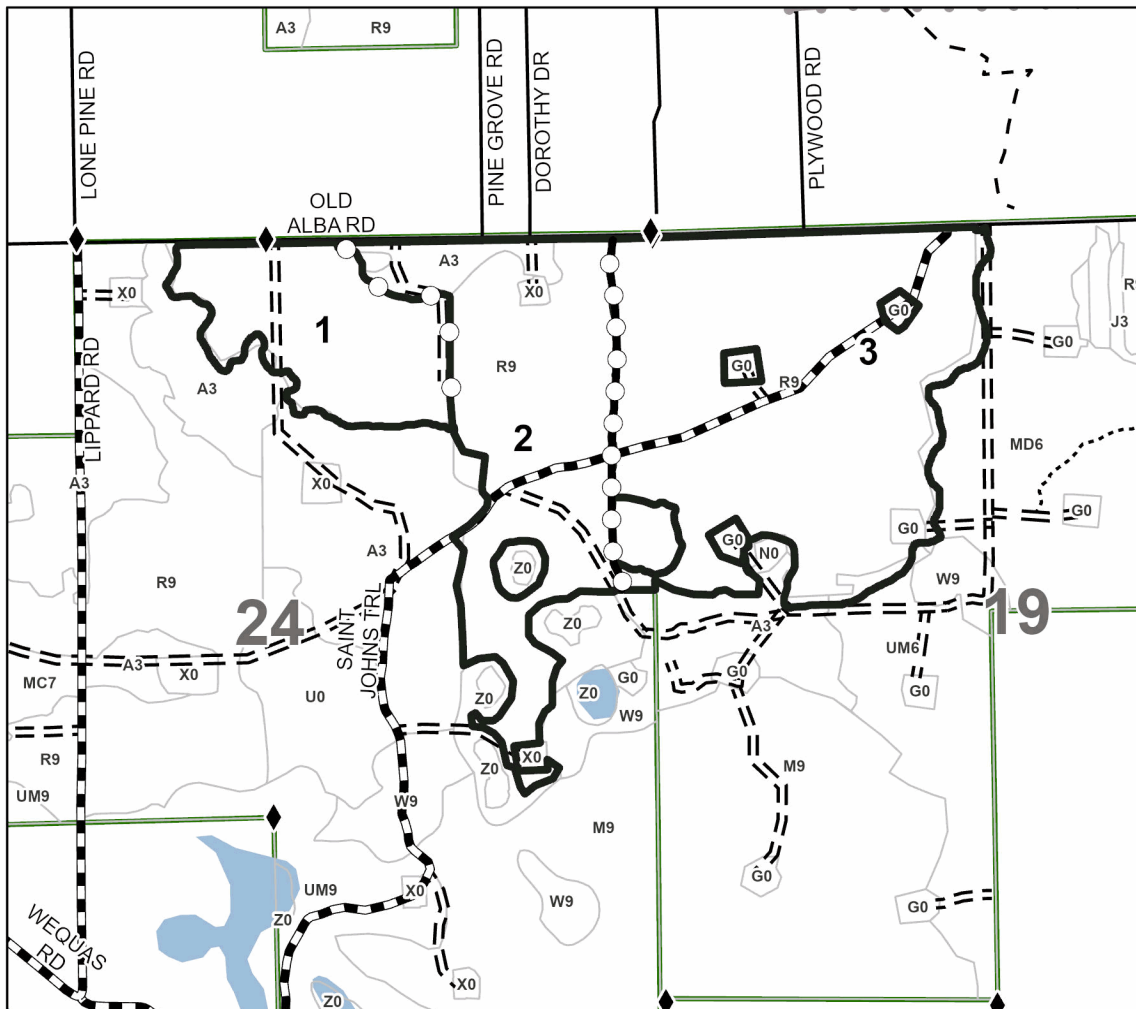 A3
R9
LONE PINE RD
PINE GROVE RD
DOROTHY DR
PLYWOOD RD
OLD
ALBA RD
A3
X0
X0
G0
J3
1
3
G0
LIPPARD RD
G0
R9
R9
A3
2
MD6
A3
X0
G0
G0
G0
N0
A3
Z0
R9
W9
24
19
SAINT
JOHNS TRL
Z0
A3
UM6
A3
X0
MC7
G0
G0
U0
Z0
Z0
G0
W9
R9
X0
Z0
M9
UM9
W9
M9
G0
UM9
X0
W9
G0
Z0
WEQUAS
RD
X0
Z0